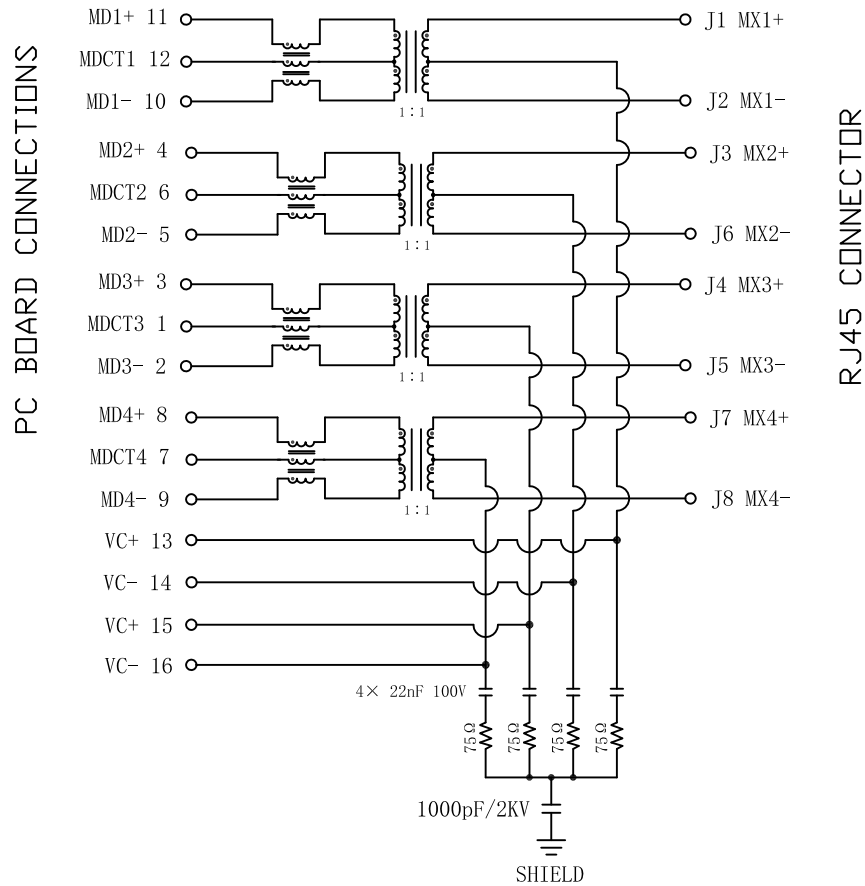 PC BOARD CONNECTIONS
MD1+ 11
J1 MX1+
MDCT1 12
MD1- 10
J2 MX1-
1:1
MD2+ 4
J3 MX2+
MDCT2 6
MD2- 5
J6 MX2-
1:1
MD3+ 3
J4 MX3+
MDCT3 1
MD3- 2
J5 MX3-
1:1
MD4+ 8
J7 MX4+
MDCT4 7
MD4- 9
J8 MX4-
1:1
RJ45 CONNECTOR
VC+ 13
VC- 14
VC+ 15
VC- 16
4× 22nF 100V
75Ω
75Ω
75Ω
75Ω
1000pF/2KV
SHIELD